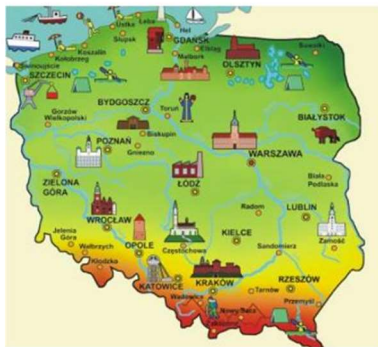 Ustka
Łeba
Hel
GDAŃSK
Słupsk
Koszalin
Kołobrzeg
Elbląg
Malbork
Suwałki
Świnoujście
OLSZTYN
SZCZECIN
BYDGOSZCZ
Toruń
BIAŁYSTOK
Gorzów
Wielkopolski
Biskupin
POZNAŃ
Gniezno
WARSZAWA
ZIELONA
GÓRA
ŁÓDŹ
Biała
Podlaska
Radom
LUBLIN
WROCŁAW
KIELCE
Jelenia
Góra
OPOLE
Zamość
Wałbrzych
Częstochowa
Sandomierz
Kłodzko
KATOWICE
KRAKÓW
RZESZÓW
Wadowice
Tarnów
Przemyśl